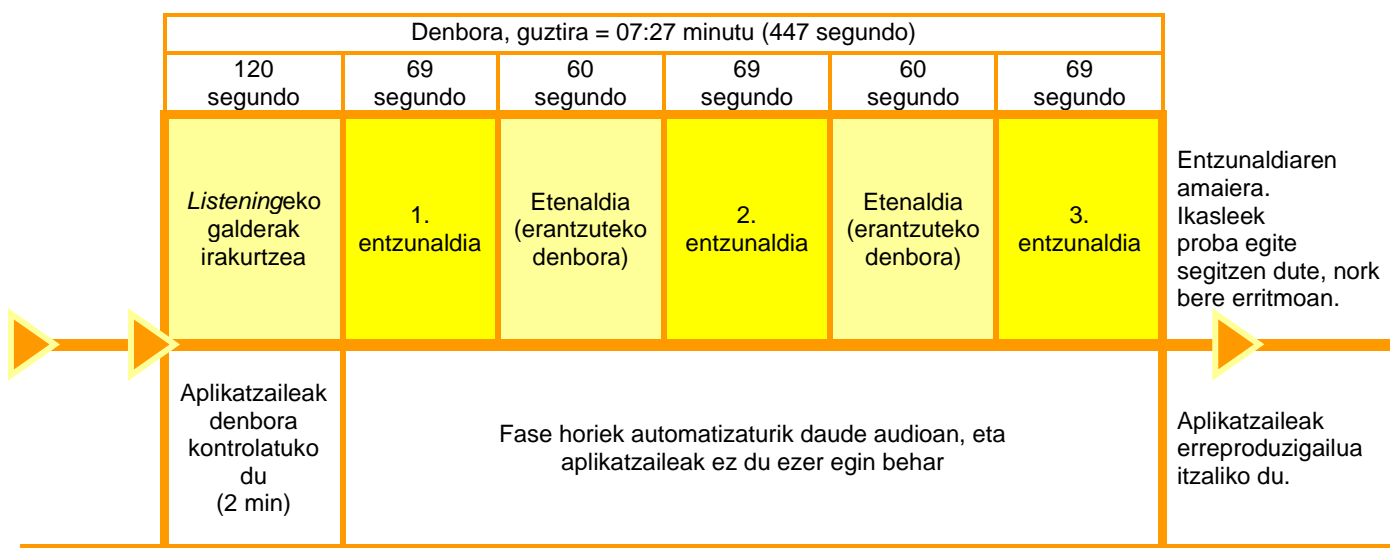 Denbora, guztira = 07:27 minutu (447 segundo)
120
segundo
69
segundo
60
segundo
69
segundo
60
segundo
69
segundo
Listeningeko
galderak
irakurtzea
1.
entzunaldia
Etenaldia
(erantzuteko
denbora)
2.
entzunaldia
Etenaldia
(erantzuteko
denbora)
3.
entzunaldia
Entzunaldiaren
amaiera.
Ikasleek
proba egite
segitzen dute, nork
bere erritmoan.
Aplikatzaileak
denbora
kontrolatuko
du
(2 min)
Fase horiek automatizaturik daude audioan, eta
aplikatzaileak ez du ezer egin behar
Aplikatzaileak
erreproduzigailua
itzaliko du.